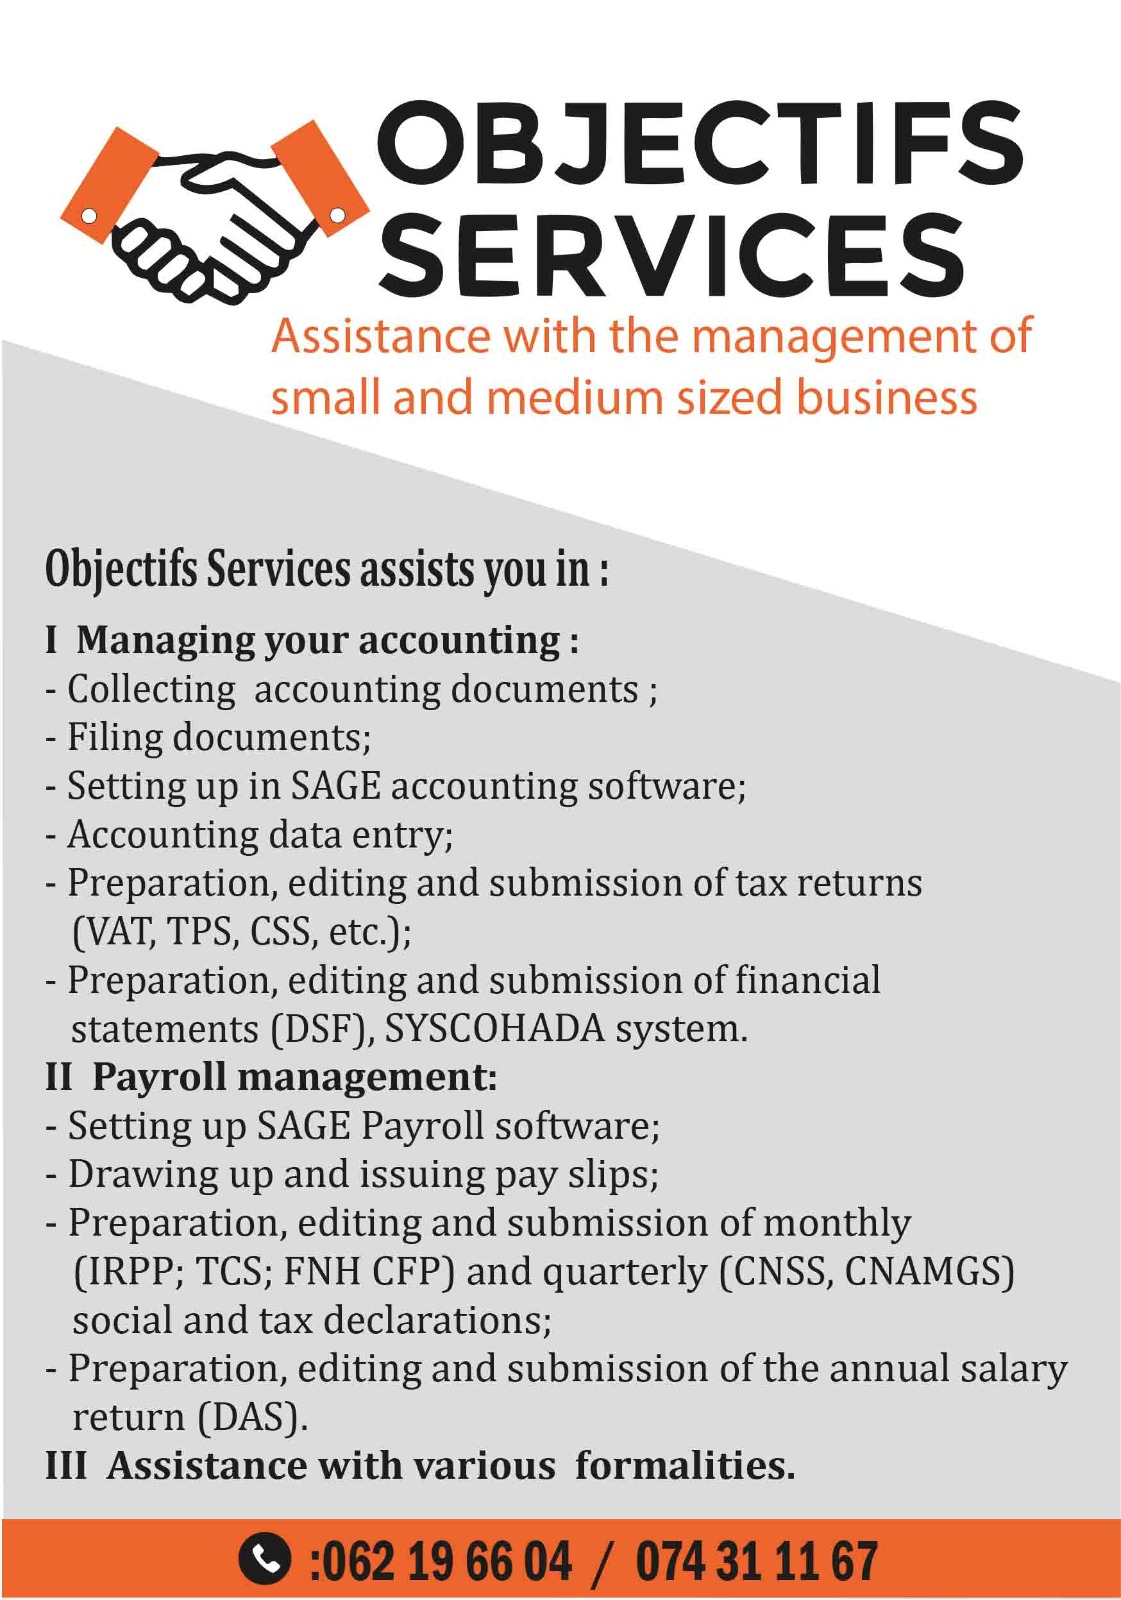 OBJECTIFS
SERVICES
Assistance with the management of
small and medium sized business
Objectifs Services assists you in :
I Managing your accounting :
- Collecting accounting documents ;
- Filing documents;
- Setting up in SAGE accounting software;
- Accounting data entry;
- Preparation, editing and submission of tax returns
(VAT, TPS, CSS, etc.);
- Preparation, editing and submission of financial
statements (DSF), SYSCOHADA system.
II Payroll management:
- Setting up SAGE Payroll software;
- Drawing up and issuing pay slips;
- Preparation, editing and submission of monthly
(IRPP; TCS; FNH CFP) and quarterly (CNSS, CNAMGS)
social and tax declarations;
- Preparation, editing and submission of the annual salary
return (DAS).
III Assistance with various formalities.
:062 19 66 04 / 074 31 11 67